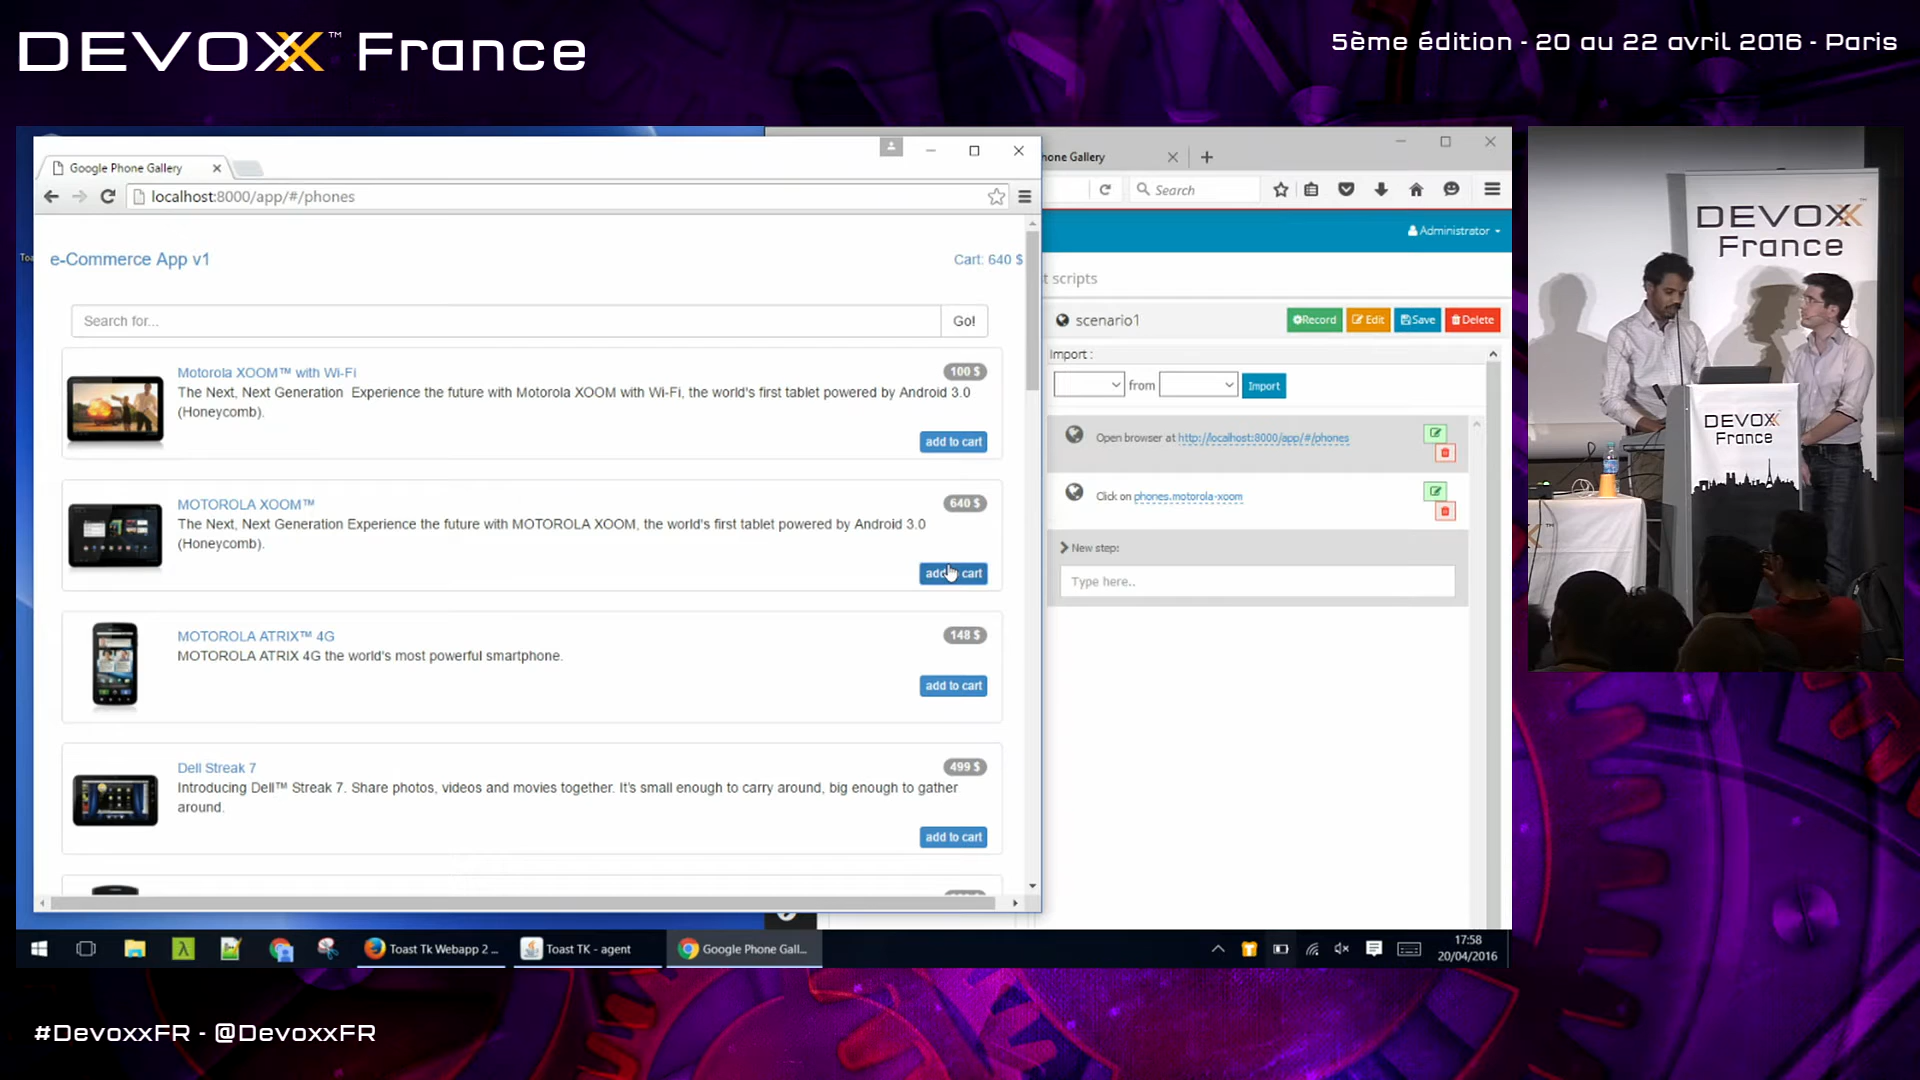 DEVOXX™ France
5ème édition - 20 au 22 avril 2016 - Paris
Google Phone Gallery
localhost:8000/app/#/phones
e-Commerce App v1
Cart: 640 $
Search for...
Go!
Motorola XOOM™ with Wi-Fi
100 $
The Next, Next Generation Experience the future with Motorola XOOM with Wi-Fi, the world's first tablet powered by Android 3.0
(Honeycomb).
add to cart
MOTOROLA XOOM™
640 $
The Next, Next Generation Experience the future with MOTOROLA XOOM, the world's first tablet powered by Android 3.0
(Honeycomb).
add to cart
MOTOROLA ATRIX™ 4G
148 $
MOTOROLA ATRIX 4G the world's most powerful smartphone.
add to cart
Dell Streak 7
499 $
Introducing Dell™ Streak 7. Share photos, videos and movies together. It's small enough to carry around, big enough to gather
around.
add to cart
hone Gallery
Search
Administrator
t scripts
scenario1
Record
Edit
Save
Delete
Import :
from
Import
Open browser at http://localhost:8000/app/#/phones
Click on phones.motorola-xoom
New step:
Type here..
DEVOXX™
France
DEVOXX
France
Toast Tk Webapp 2 ...
Toast TK - agent
Google Phone Gall...
17:58
20/04/2016
#DevoxxFR - @DevoxxFR